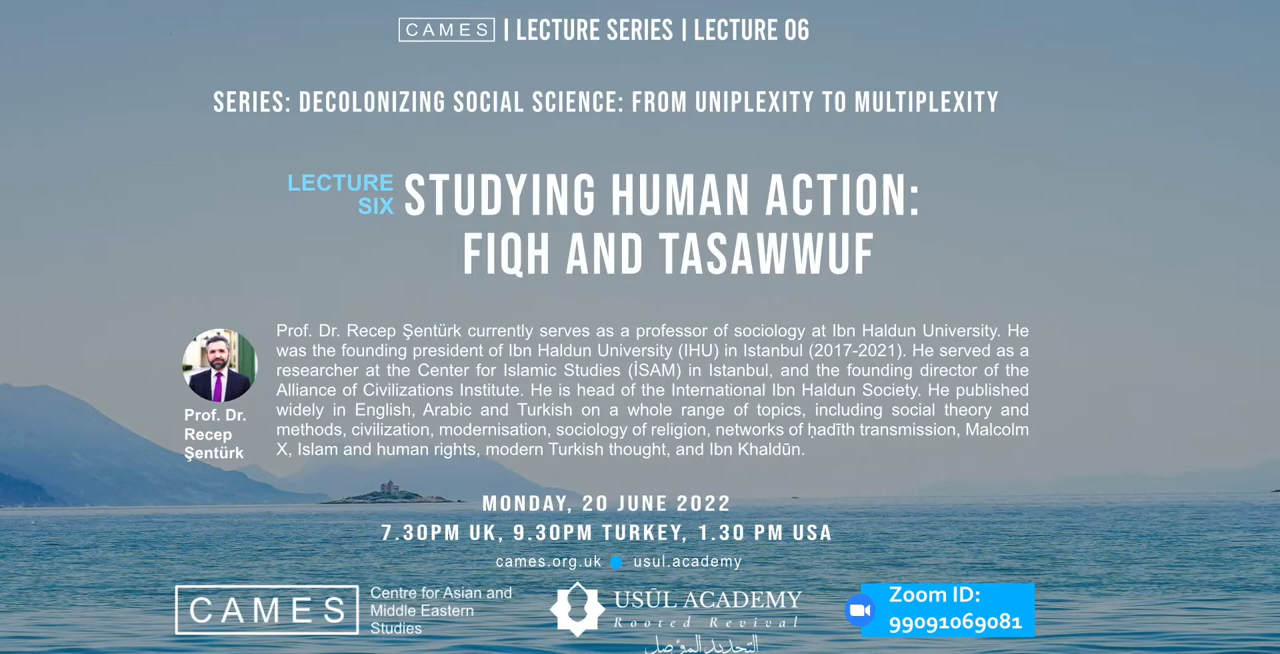 CAMES | LECTURE SERIES | LECTURE 06
SERIES: DECOLONIZING SOCIAL SCIENCE: FROM UNIPLEXITY TO MULTIPLEXITY
LECTURE SIX
STUDYING HUMAN ACTION:
FIQH AND TASAWWUF
Prof. Dr.
Recep
Şentürk
Prof. Dr. Recep Şentürk currently serves as a professor of sociology at Ibn Haldun University. He
was the founding president of Ibn Haldun University (IHU) in Istanbul (2017-2021). He served as a
researcher at the Center for Islamic Studies (İSAM) in Istanbul, and the founding director of the
Alliance of Civilizations Institute. He is head of the International Ibn Haldun Society. He published
widely in English, Arabic and Turkish on a whole range of topics, including social theory and
methods, civilization, modernisation, sociology of religion, networks of ḥadīth transmission, Malcolm
X, Islam and human rights, modern Turkish thought, and Ibn Khaldūn.
MONDAY, 20 JUNE 2022
7.30PM UK, 9.30PM TURKEY, 1.30 PM USA
cames.org.uk usul.academy
CAMES
Centre for Asian and
Middle Eastern
Studies
USŪL ACADEMY
Rooted Revival
التجديد المؤصل
Zoom ID:
99091069081